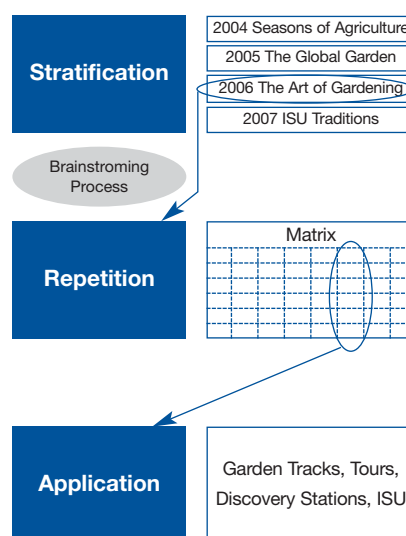 Stratification
2004 Seasons of Agriculture
2005 The Global Garden
2006 The Art of Gardening
2007 ISU Traditions
Brainstroming
Process
Repetition
Matrix
Application
Garden Tracks, Tours,
Discovery Stations, ISU